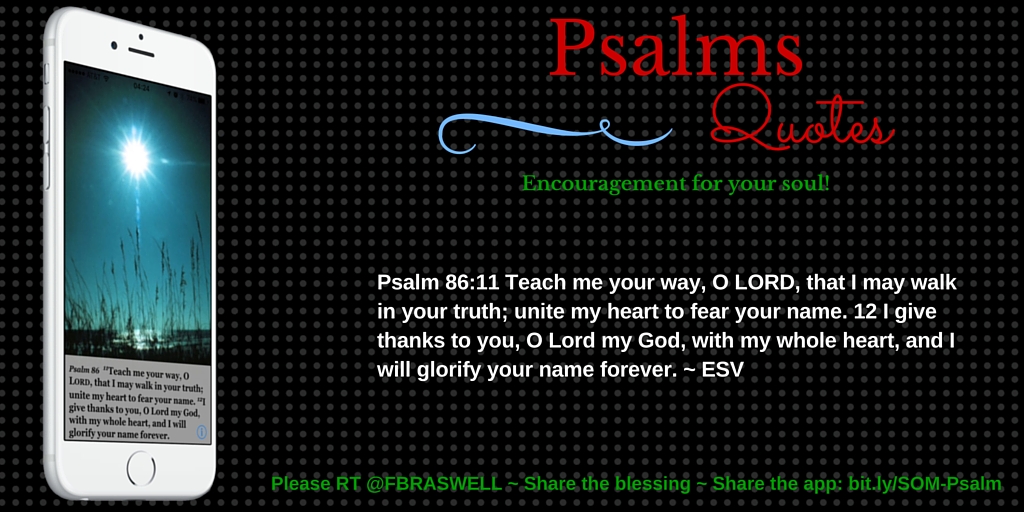 Psalms
Quotes
Encouragement for your soul!
Psalm 86:11 Teach me your way, O LORD, that I may walk
in your truth; unite my heart to fear your name. 12 I give
thanks to you, O Lord my God, with my whole heart, and I
will glorify your name forever. ~ ESV
Please RT @FBRASWELL ~ Share the blessing ~ Share the app: bit.ly/SOM-Psalm
04:24
Psalm 86 ¹¹Teach me your way, O
LORD, that I may walk in your truth;
unite my heart to fear your name. ¹²I
give thanks to you, O Lord my God,
with my whole heart, and I will
glorify your name forever.